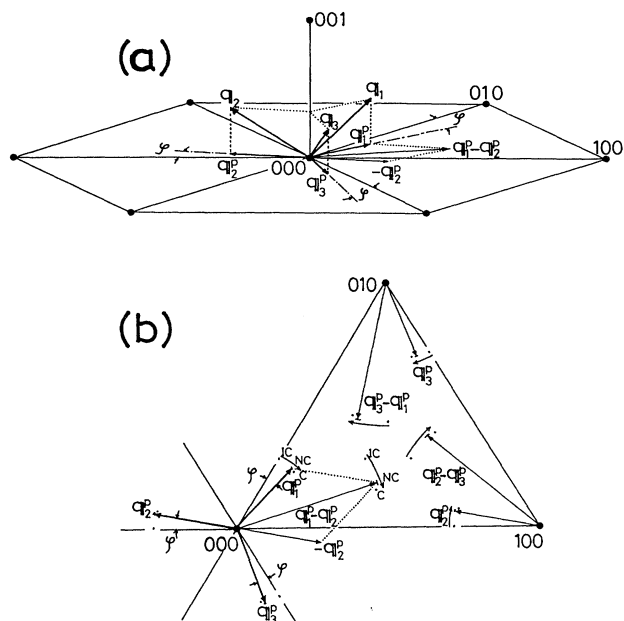 (a)
001
q₂
q₁
010
q₃
φ
q₁ᵖ
φ
100
q₁ᵖ-q₂ᵖ
q₂ᵖ
000
-q₂ᵖ
q₃ᵖ
φ
(b)
010
q₃ᵖ
q₃ᵖ-q₁ᵖ
IC
NC
C
IC
NC
C
φ
q₁ᵖ
q₂ᵖ-q₃ᵖ
q₂ᵖ
q₁ᵖ-q₂ᵖ
q₂ᵖ
φ
000
-q₂ᵖ
100
φ
q₃ᵖ